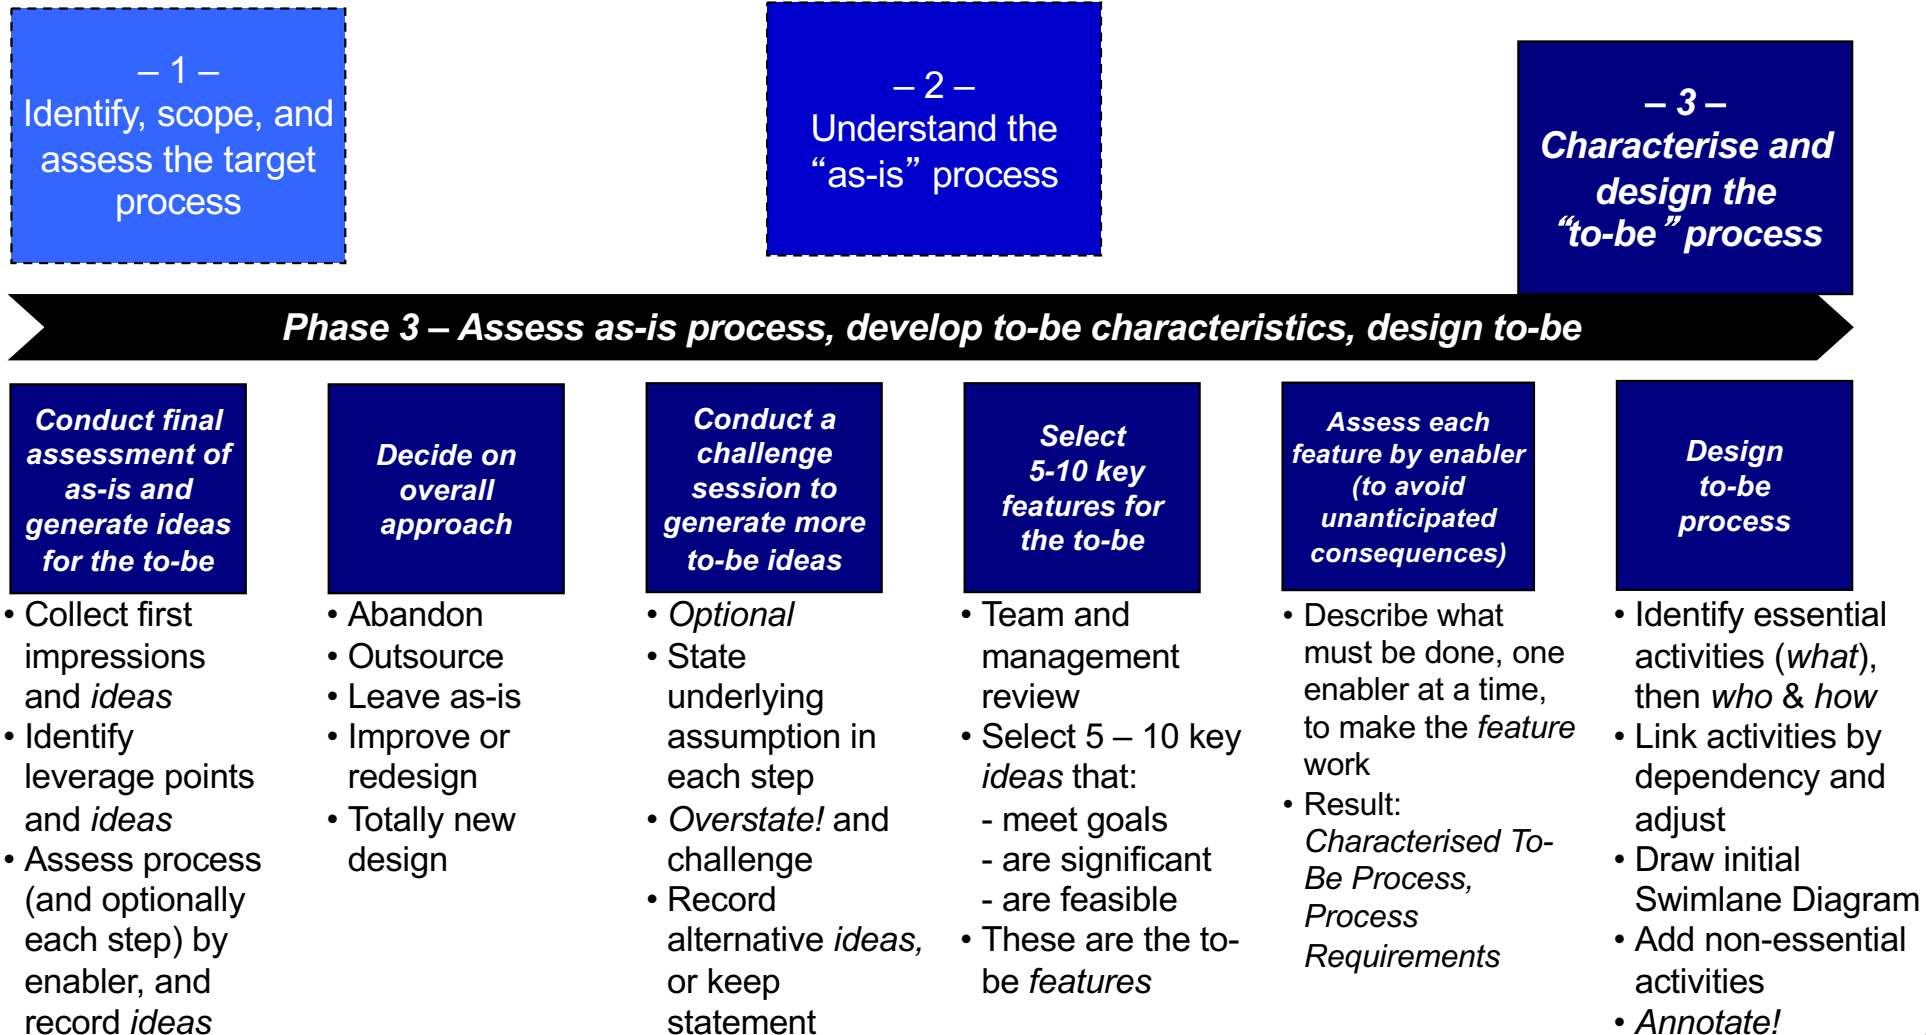 – 1 –
Identify, scope, and
assess the target
process
– 2 –
Understand the
“as-is” process
– 3 –
Characterise and
design the
“to-be” process
Phase 3 – Assess as-is process, develop to-be characteristics, design to-be
Conduct final
assessment of
as-is and
generate ideas
for the to-be
• Collect first
impressions
and ideas
• Identify
leverage points
and ideas
• Assess process
(and optionally
each step) by
enabler, and
record ideas
Decide on
overall
approach
• Abandon
• Outsource
• Leave as-is
• Improve or
redesign
• Totally new
design
Conduct a
challenge
session to
generate more
to-be ideas
• Optional
• State
underlying
assumption in
each step
• Overstate! and
challenge
• Record
alternative ideas,
or keep
statement
Select
5-10 key
features for
the to-be
• Team and
management
review
• Select 5 – 10 key
ideas that:
- meet goals
- are significant
- are feasible
• These are the to-
be features
Assess each
feature by enabler
(to avoid
unanticipated
consequences)
• Describe what
must be done, one
enabler at a time,
to make the feature
work
• Result:
Characterised To-
Be Process,
Process
Requirements
Design
to-be
process
• Identify essential
activities (what),
then who & how
• Link activities by
dependency and
adjust
• Draw initial
Swimlane Diagram
• Add non-essential
activities
• Annotate!